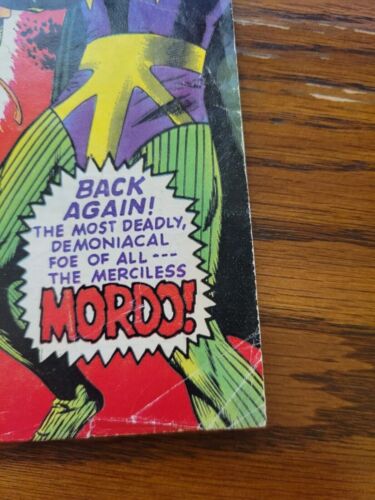 BACK
AGAIN!
THE MOST DEADLY,
DEMONIACAL
FOE OF ALL ---
THE MERCILESS
MORDO!